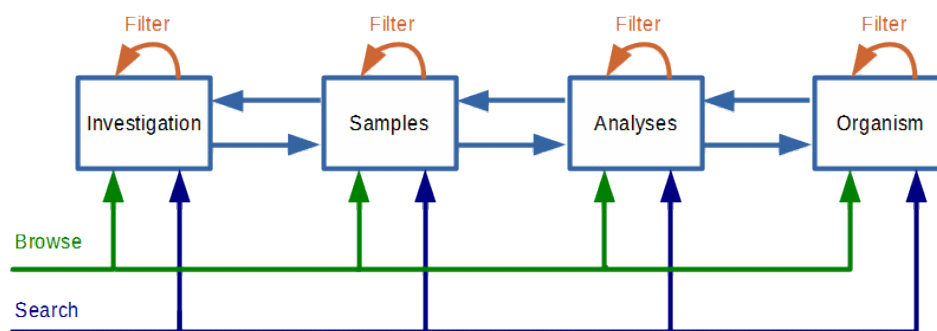 Filter Filter Filter Filter
Investigation Samples Analyses Organism
Browse
Search